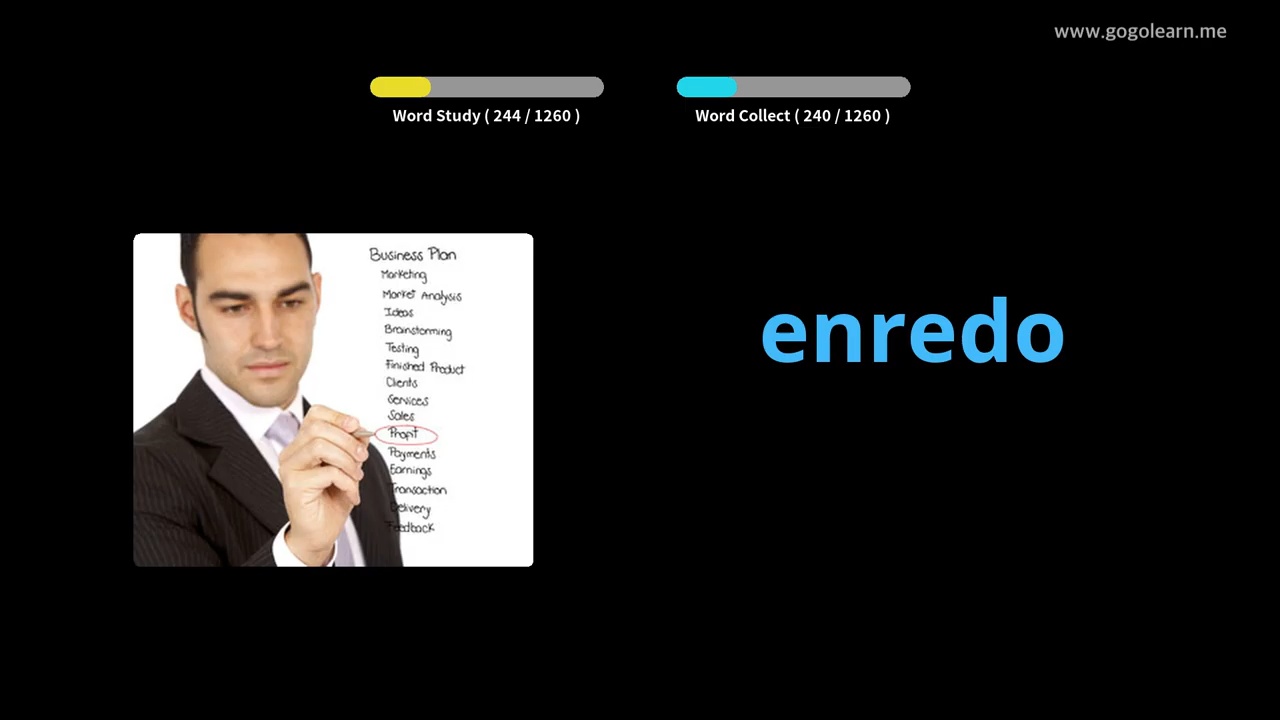 www.gogolearn.me
Word Study ( 244 / 1260 )
Word Collect ( 240 / 1260 )
Business Plan
Marketing
Market Analysis
Ideas
Brainstorming
Testing
Finished Product
Clients
Services
Sales
Profit
Payments
Earnings
Transaction
Delivery
Feedback
enredo